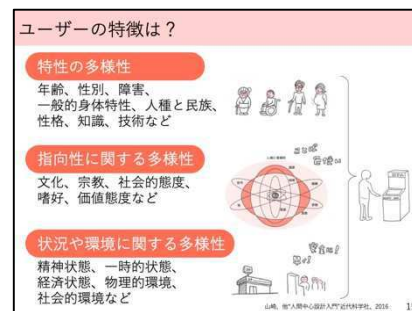 ユーザーの特徴は？
特性の多様性
年齢、性別、障害、
一般的身体特性、人種と民族、
性格、知識、技術など
指向性に関する多様性
文化、宗教、社会的態度、
嗜好、価値態度など
状況や環境に関する多様性
精神状態、一時的状態、
経済状態、物理的環境、
社会的環境など
山崎, 他"人間中心設計入門"近代科学社, 2016